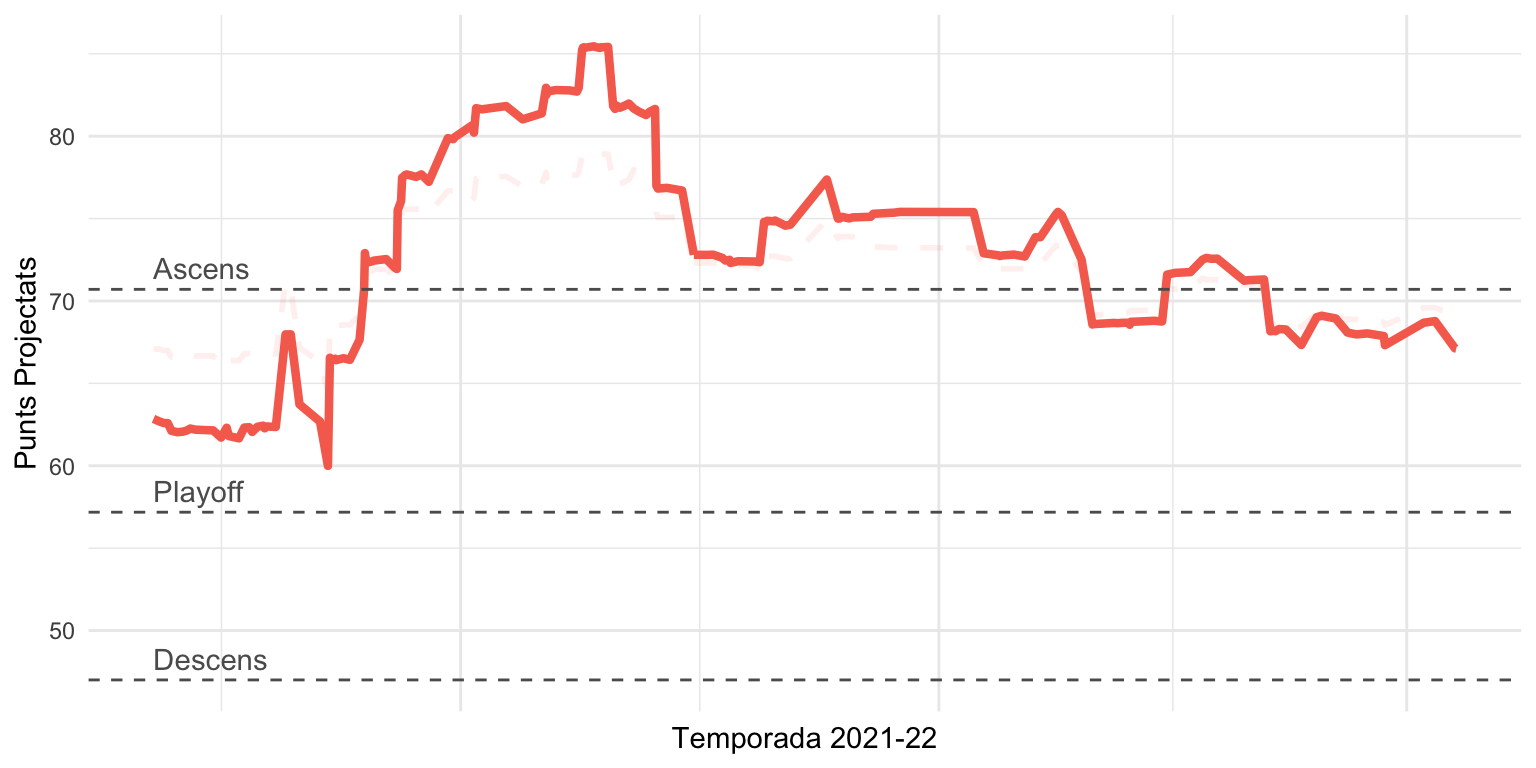 Punts Projectats
80
70
60
50
Ascens
Playoff
Descens
Temporada 2021-22